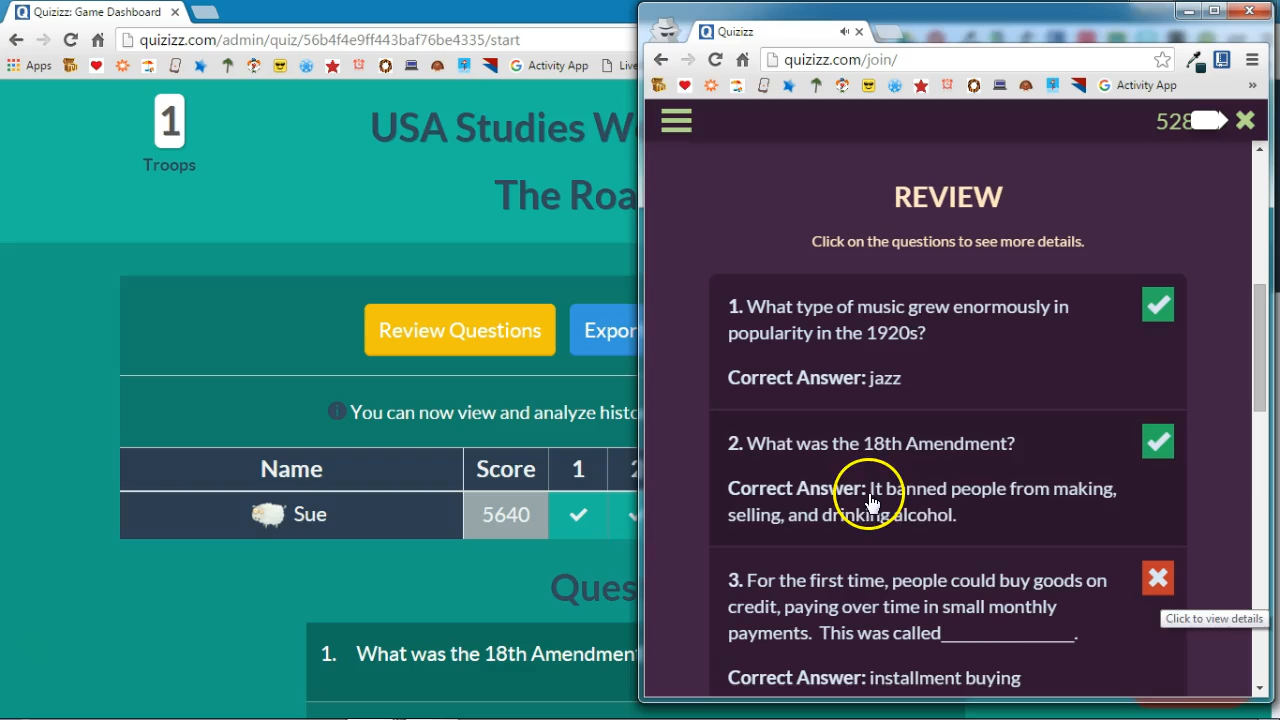 Quizizz: Game Dashboard
quizizz.com/admin/quiz/56b4f4e9ff443baf76be4335/start
Apps
Activity App
Live
1
Troops
USA Studies W
The Roa
Review Questions
Expor
You can now view and analyze histo
Name
Score
1
2
Sue
5640
Ques
1. What was the 18th Amendment
Quizizz
quizizz.com/join/
Activity App
»
528
REVIEW
Click on the questions to see more details.
1. What type of music grew enormously in
popularity in the 1920s?
Correct Answer: jazz
2. What was the 18th Amendment?
Correct Answer: It banned people from making,
selling, and drinking alcohol.
3. For the first time, people could buy goods on
credit, paying over time in small monthly
payments. This was called_______________.
Correct Answer: installment buying
Click to view details